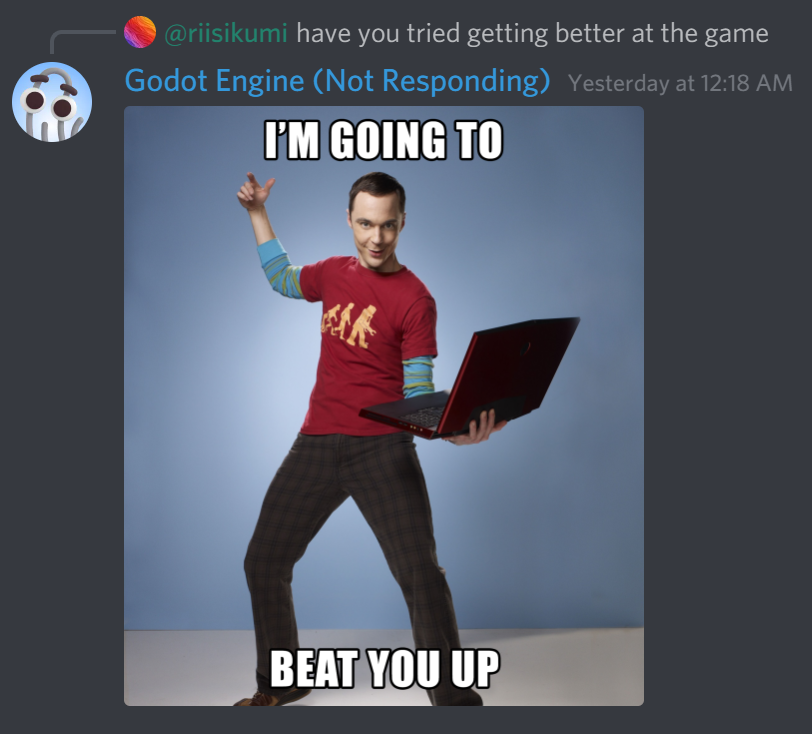 @riisikumi have you tried getting better at the game
Godot Engine (Not Responding) Yesterday at 12:18 AM
I'M GOING TO
BEAT YOU UP